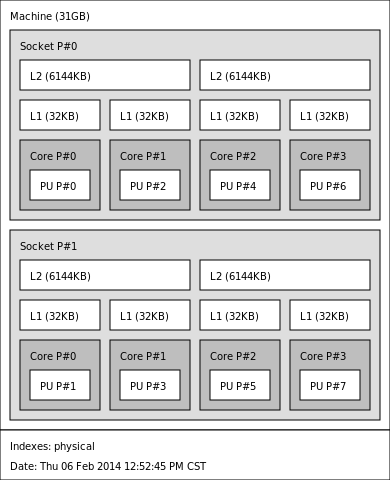 Machine (31GB)
Socket P#0
L2 (6144KB) L2 (6144KB)
L1 (32KB) L1 (32KB) L1 (32KB) L1 (32KB)
Core P#0 Core P#1 Core P#2 Core P#3
PU P#0 PU P#2 PU P#4 PU P#6
Socket P#1
L2 (6144KB) L2 (6144KB)
L1 (32KB) L1 (32KB) L1 (32KB) L1 (32KB)
Core P#0 Core P#1 Core P#2 Core P#3
PU P#1 PU P#3 PU P#5 PU P#7
Indexes: physical
Date: Thu 06 Feb 2014 12:52:45 PM CST